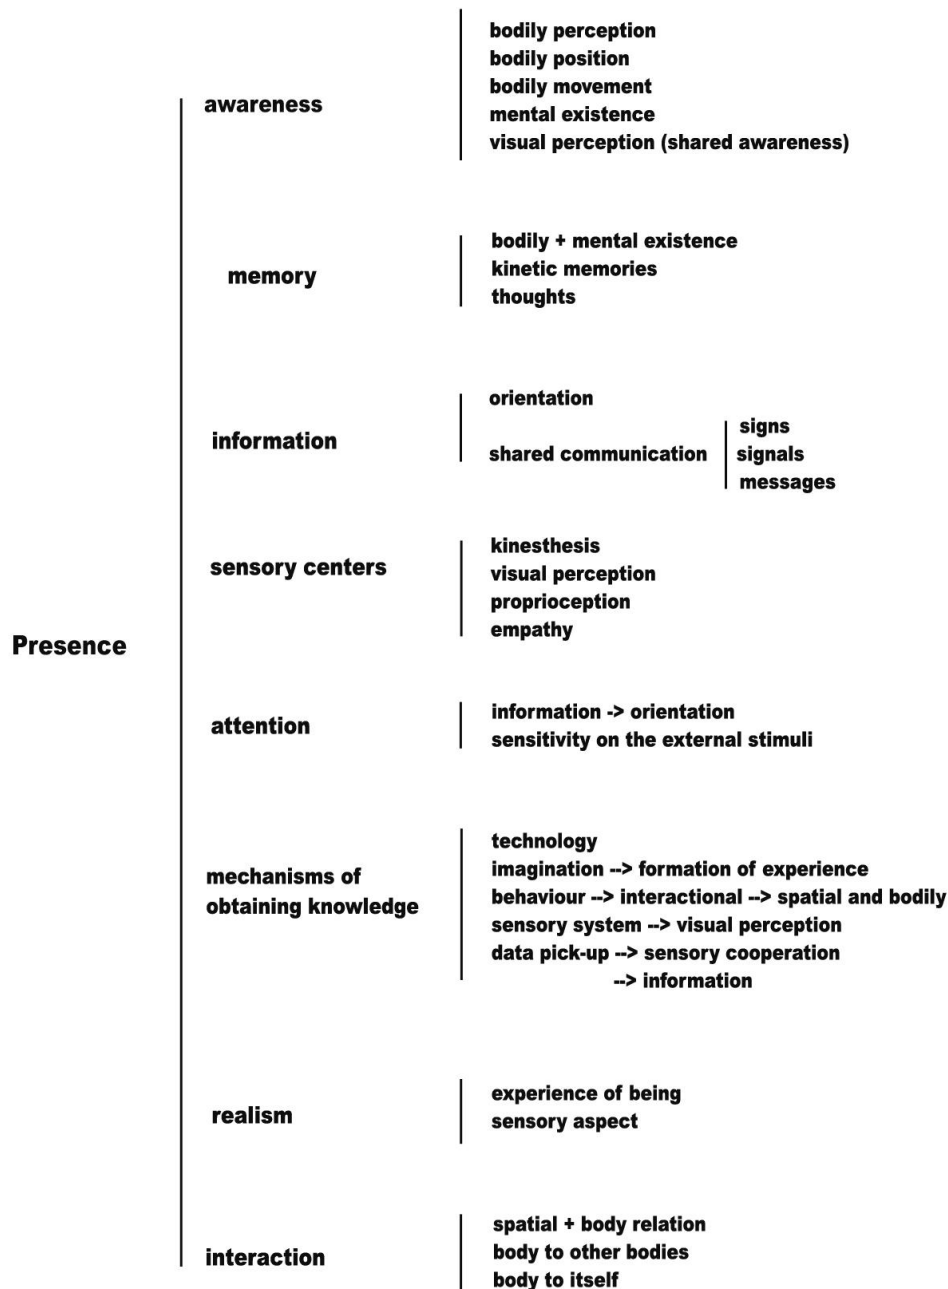 Presence
awareness
bodily perception
bodily position
bodily movement
mental existence
visual perception (shared awareness)
memory
bodily + mental existence
kinetic memories
thoughts
information
orientation
shared communication
signs
signals
messages
sensory centers
kinesthesis
visual perception
proprioception
empathy
attention
information -> orientation
sensitivity on the external stimuli
mechanisms of
obtaining knowledge
technology
imagination --> formation of experience
behaviour --> interactional --> spatial and bodily
sensory system --> visual perception
data pick-up --> sensory cooperation
--> information
realism
experience of being
sensory aspect
interaction
spatial + body relation
body to other bodies
body to itself